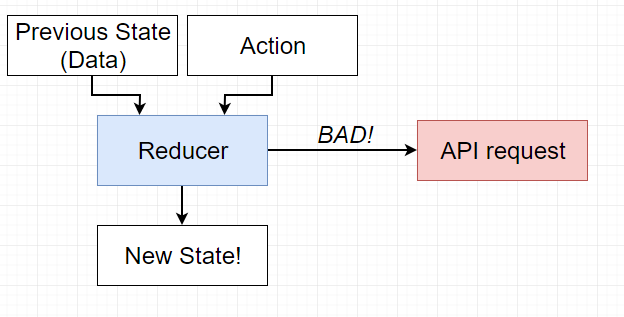 Previous State
(Data)
Action
Reducer
BAD!
API request
New State!